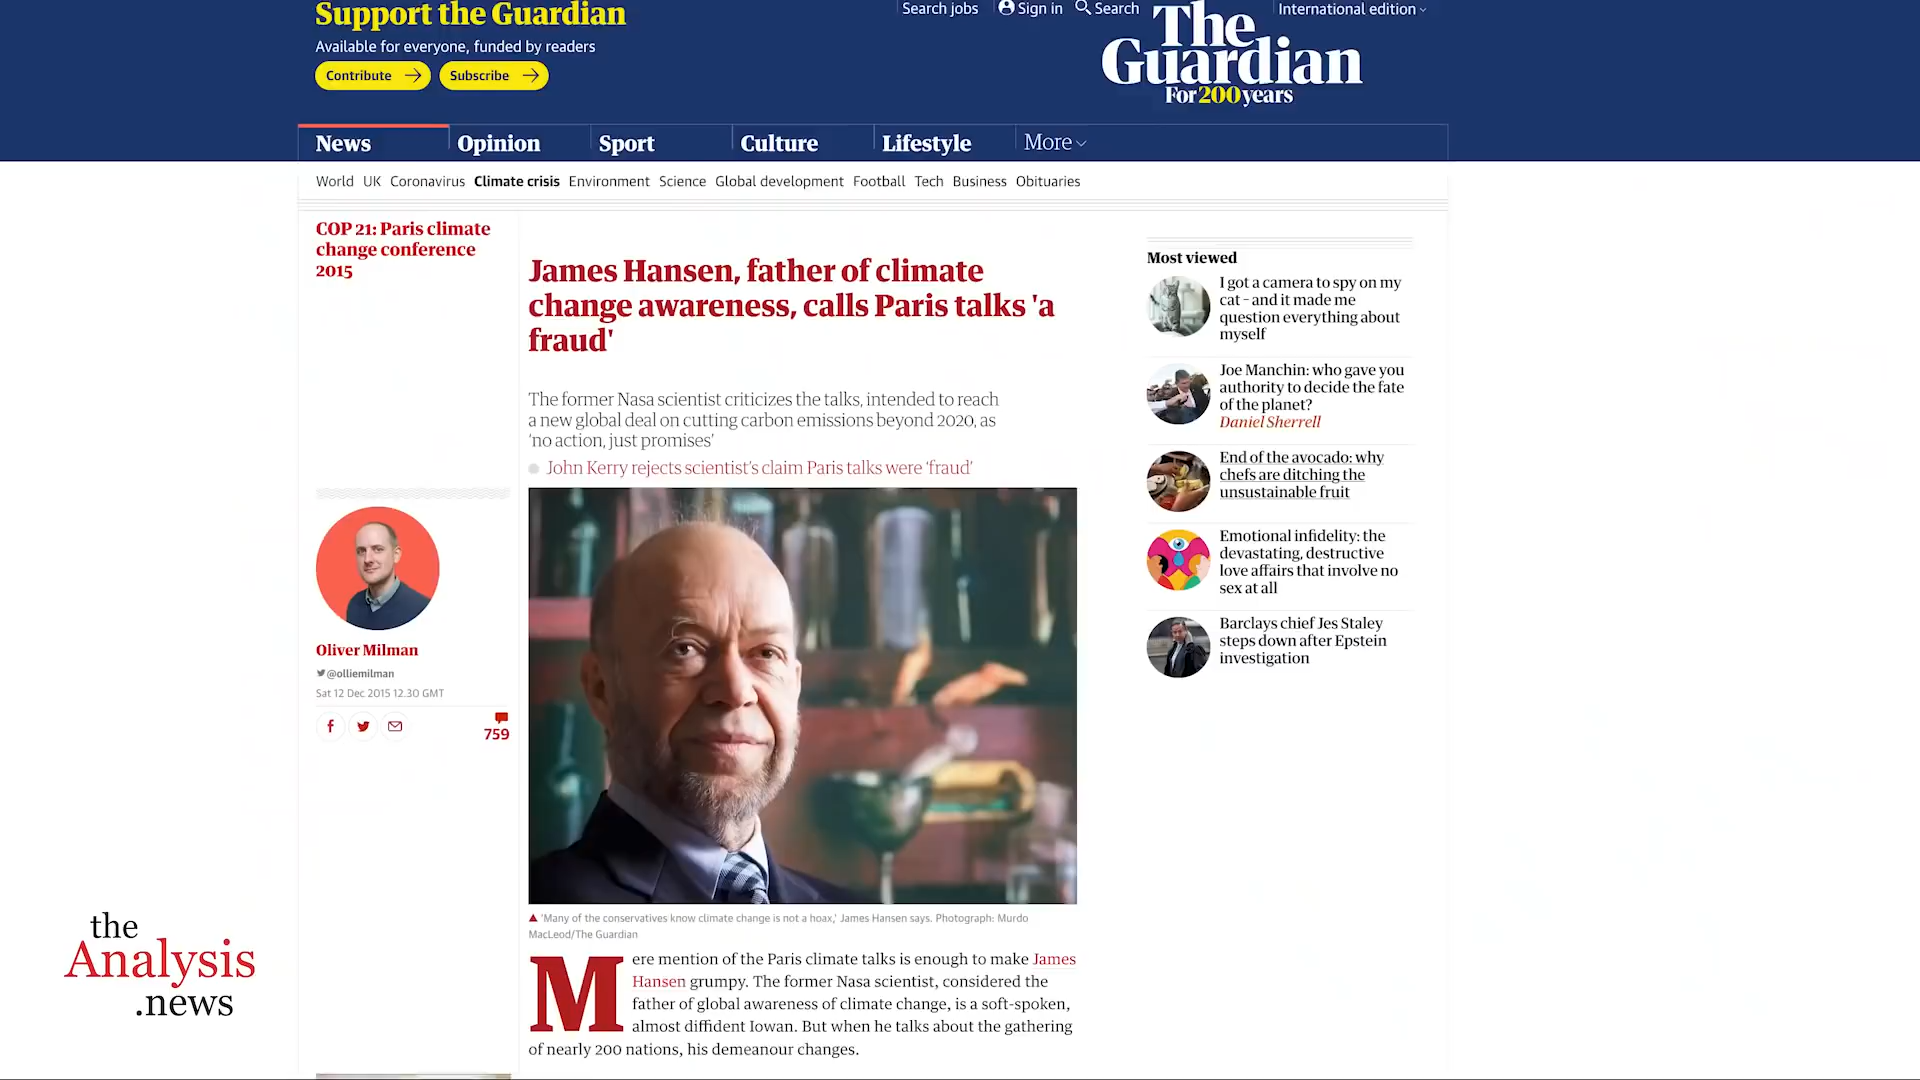 Support the Guardian
Available for everyone, funded by readers
Contribute
Subscribe
Search jobs
Sign in
Search
International edition
The
Guardian
For 200 years
News
Opinion
Sport
Culture
Lifestyle
More
World UK Coronavirus Climate crisis Environment Science Global development Football Tech Business Obituaries
COP 21: Paris climate
change conference
2015
James Hansen, father of climate
change awareness, calls Paris talks 'a
fraud'
The former Nasa scientist criticizes the talks, intended to reach
a new global deal on cutting carbon emissions beyond 2020, as
‘no action, just promises’
John Kerry rejects scientist’s claim Paris talks were ‘fraud’
Oliver Milman
@olliemilman
Sat 12 Dec 2015 12.30 GMT
759
'Many of the conservatives know climate change is not a hoax,' James Hansen says. Photograph: Murdo
MacLeod/The Guardian
Mere mention of the Paris climate talks is enough to make James
Hansen grumpy. The former Nasa scientist, considered the
father of global awareness of climate change, is a soft-spoken,
almost diffident Iowan. But when he talks about the gathering
of nearly 200 nations, his demeanour changes.
Most viewed
I got a camera to spy on my
cat – and it made me
question everything about
myself
Joe Manchin: who gave you
authority to decide the fate
of the planet?
Daniel Sherrell
End of the avocado: why
chefs are ditching the
unsustainable fruit
Emotional infidelity: the
devastating, destructive
love affairs that involve no
sex at all
Barclays chief Jes Staley
steps down after Epstein
investigation
the
Analysis
.news